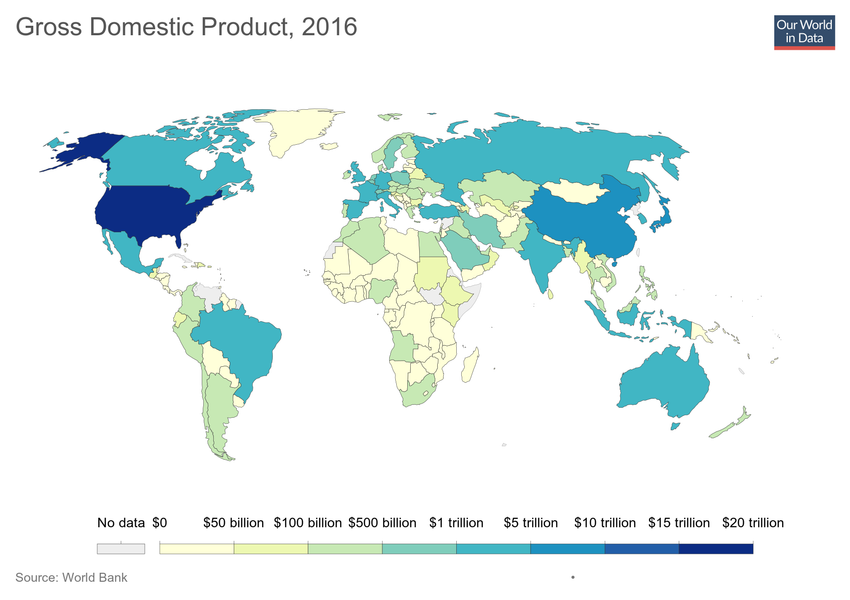 Gross Domestic Product, 2016
Our World
in Data
No data $0 $50 billion $100 billion $500 billion $1 trillion $5 trillion $10 trillion $15 trillion $20 trillion
Source: World Bank